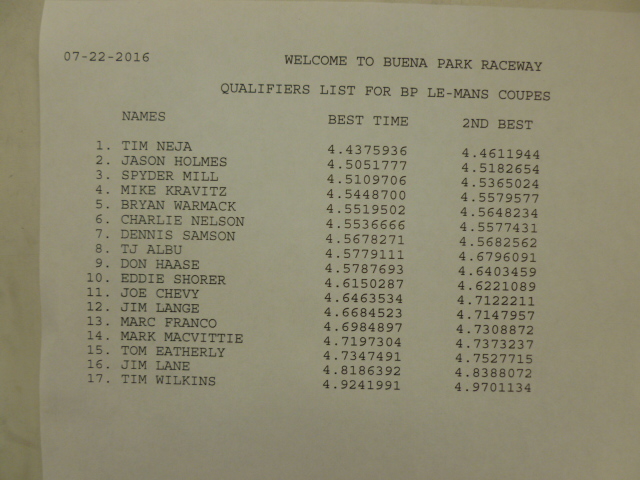 07-22-2016 WELCOME TO BUENA PARK RACEWAY
QUALIFIERS LIST FOR BP LE-MANS COUPES
NAMES BEST TIME 2ND BEST
1. TIM NEJA 4.4375936 4.4611944
2. JASON HOLMES 4.5051777 4.5182654
3. SPYDER MILL 4.5109706 4.5365024
4. MIKE KRAVITZ 4.5448700 4.5579577
5. BRYAN WARMACK 4.5519502 4.5648234
6. CHARLIE NELSON 4.5536666 4.5577431
7. DENNIS SAMSON 4.5678271 4.5682562
8. TJ ALBU 4.5779111 4.6796091
9. DON HAASE 4.5787693 4.6403459
10. EDDIE SHORER 4.6150287 4.6221089
11. JOE CHEVY 4.6463534 4.7122211
12. JIM LANGE 4.6684523 4.7147957
13. MARC FRANCO 4.6984897 4.7308872
14. MARK MACVITTIE 4.7197304 4.7373237
15. TOM EATHERLY 4.7347491 4.7527715
16. JIM LANE 4.8186392 4.8388072
17. TIM WILKINS 4.9241991 4.9701134